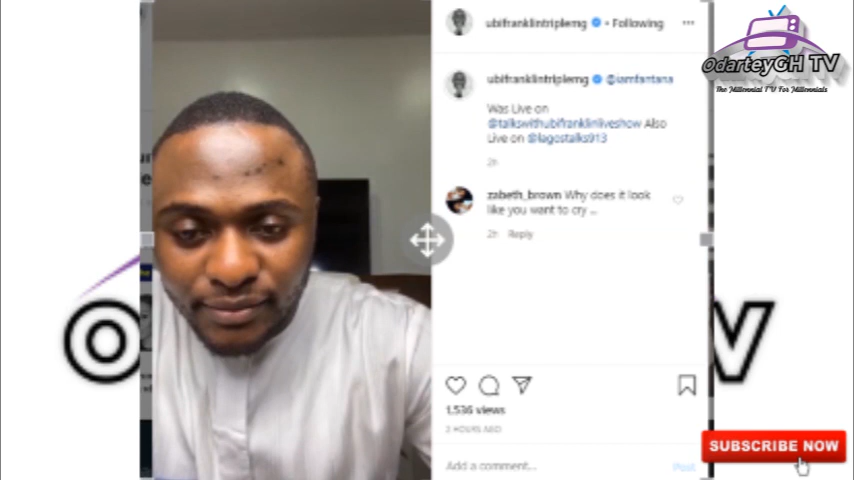 ubifranklintriplemg • Following
OdarteyGH TV
The Millennial TV For Millennials
ubifranklintriplemg @iamfantana
Was Live on
@talkswithubifranklinliveshow Also
Live on @lagostalks913
2h
zabeth_brown Why does it look
like you want to cry ...
2h Reply
O
V
1,536 views
2 HOURS AGO
SUBSCRIBE NOW
Add a comment... Post